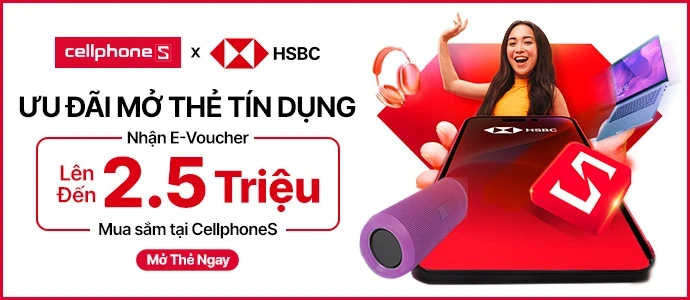 cellphoneS x HSBC
ƯU ĐÃI MỞ THẺ TÍN DỤNG
Nhận E-Voucher
Lên Đến 2.5 Triệu
Mua sắm tại CellphoneS
Mở Thẻ Ngay
HSBC
S